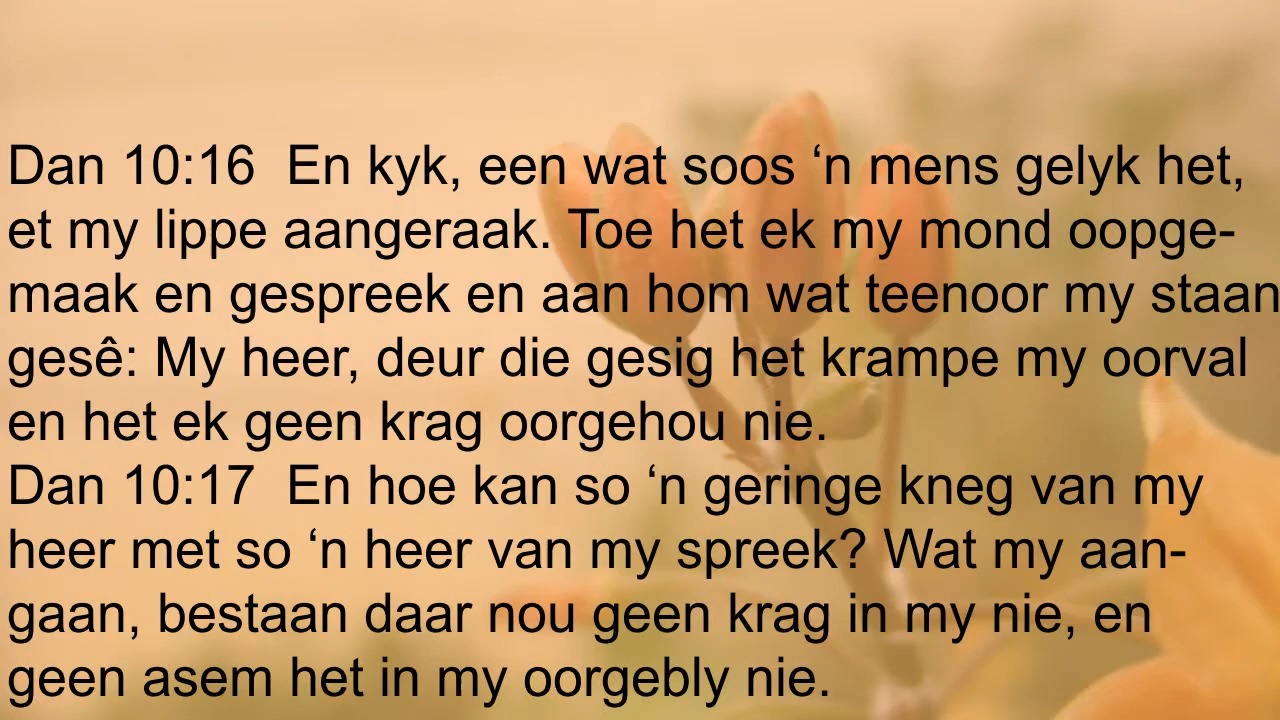 Dan 10:16  En kyk, een wat soos ‘n mens gelyk het,
et my lippe aangeraak. Toe het ek my mond oopge-
maak en gespreek en aan hom wat teenoor my staan
gesê: My heer, deur die gesig het krampe my oorval
en het ek geen krag oorgehou nie.
Dan 10:17  En hoe kan so ‘n geringe kneg van my
heer met so ‘n heer van my spreek? Wat my aan-
gaan, bestaan daar nou geen krag in my nie, en
geen asem het in my oorgebly nie.